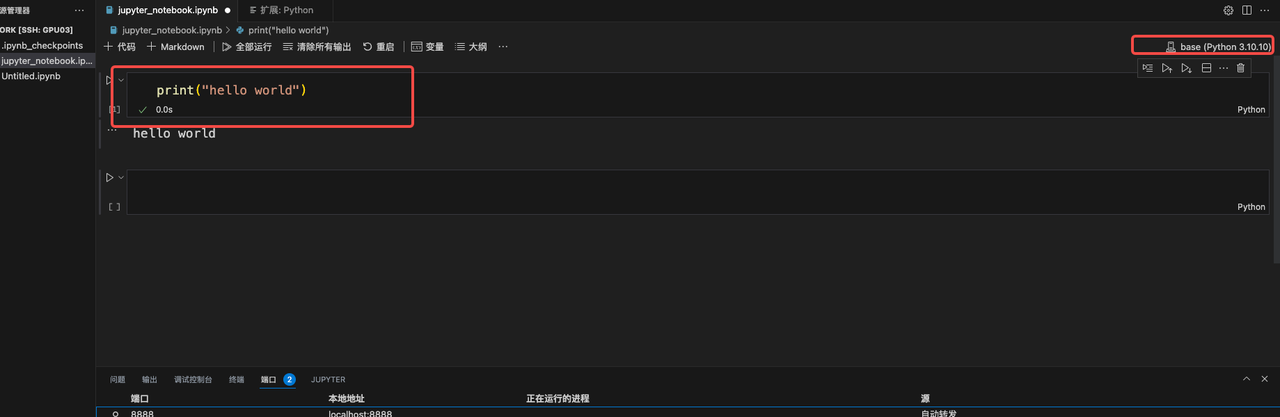 源管理器 ···
jupyter_notebook.ipynb ● 扩展: Python
ORK [SSH: GPU03]
jupyter_notebook.ipynb > print("hello world")
.ipynb_checkpoints
+ 代码 + Markdown 全部运行 清除所有输出 重启 变量 大纲 ··· base (Python 3.10.10)
jupyter_notebook.ip...
Untitled.ipynb
print("hello world")
[1] ✓ 0.0s Python
··· hello world
[ ] Python
问题 输出 调试控制台 终端 端口 2 JUPYTER
端口 本地地址 正在运行的进程 源
8888 localhost:8888 自动转发